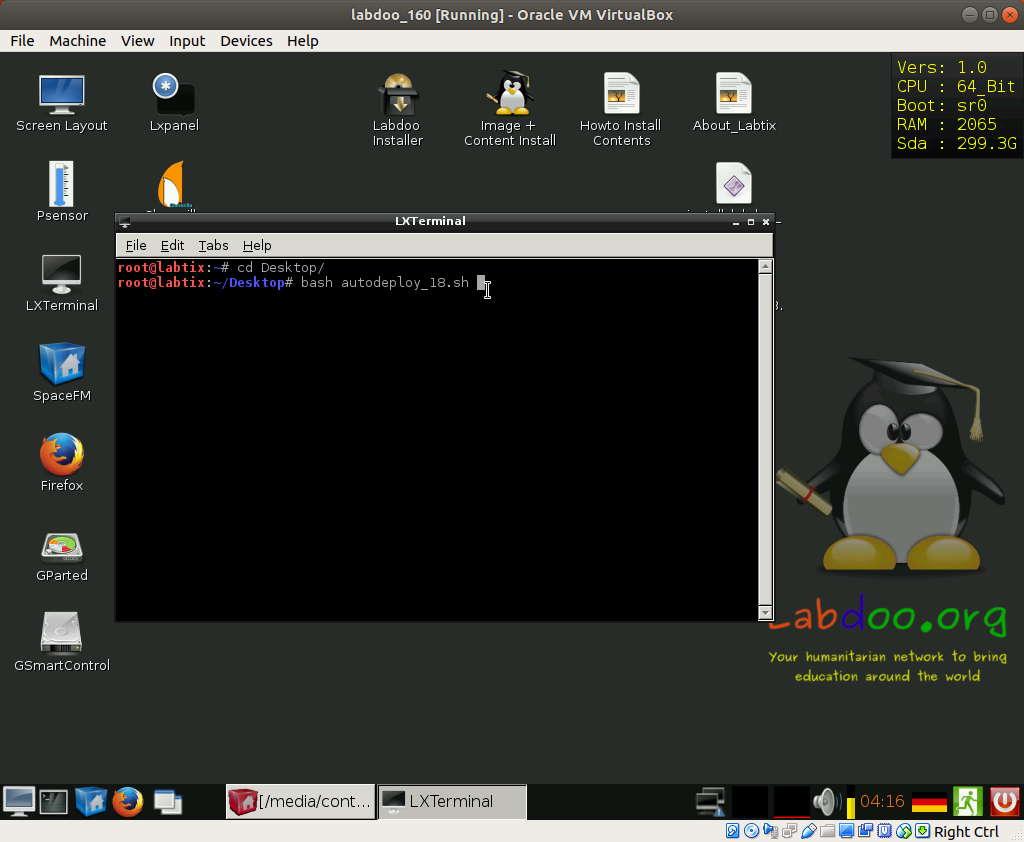 labdoo_160 [Running] - Oracle VM VirtualBox
File Machine View Input Devices Help
Vers: 1.0
CPU : 64_Bit
Boot: sr0
RAM : 2065
Sda : 299.3G
Screen Layout
Lxpanel
Labdoo
Installer
Image +
Content Install
Howto Install
Contents
About_Labtix
Psensor
LXTerminal
File Edit Tabs Help
root@labtix:~# cd Desktop/
root@labtix:~/Desktop# bash autodeploy_18.sh
LXTerminal
SpaceFM
Firefox
GParted
GSmartControl
Labdoo.org
Your humanitarian network to bring
education around the world
[/media/cont...
LXTerminal
04:16
Right Ctrl